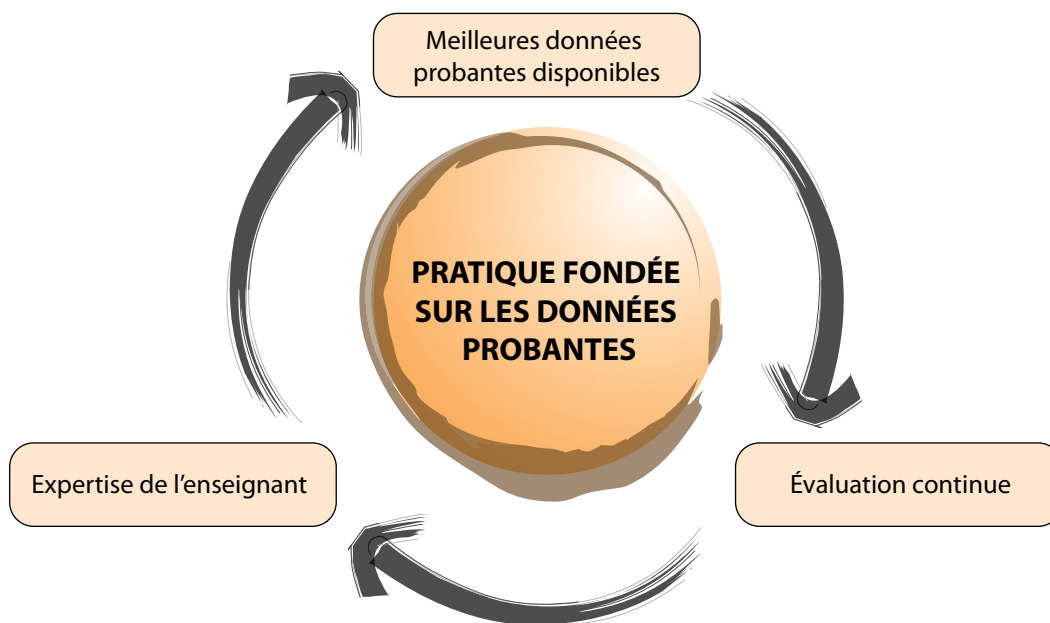 Meilleures données
probantes disponibles
PRATIQUE FONDÉE
SUR LES DONNÉES
PROBANTES
Expertise de l’enseignant
Évaluation continue